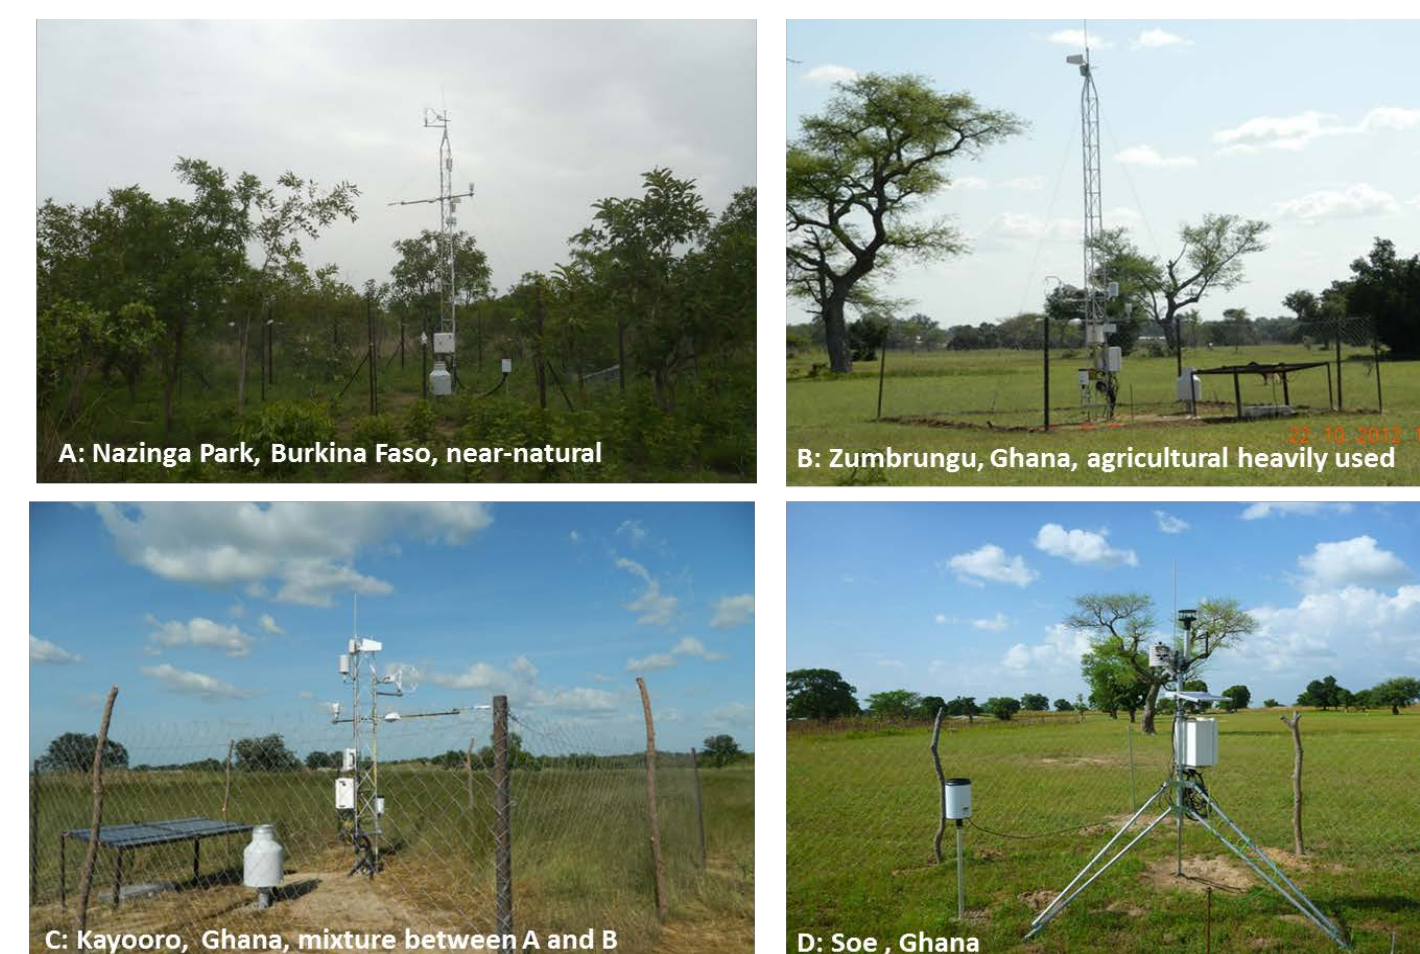 A: Nazinga Park, Burkina Faso, near-natural
B: Zumbrungu, Ghana, agricultural heavily used
22 10 2012
C: Kayooro, Ghana, mixture between A and B
D: Soe , Ghana